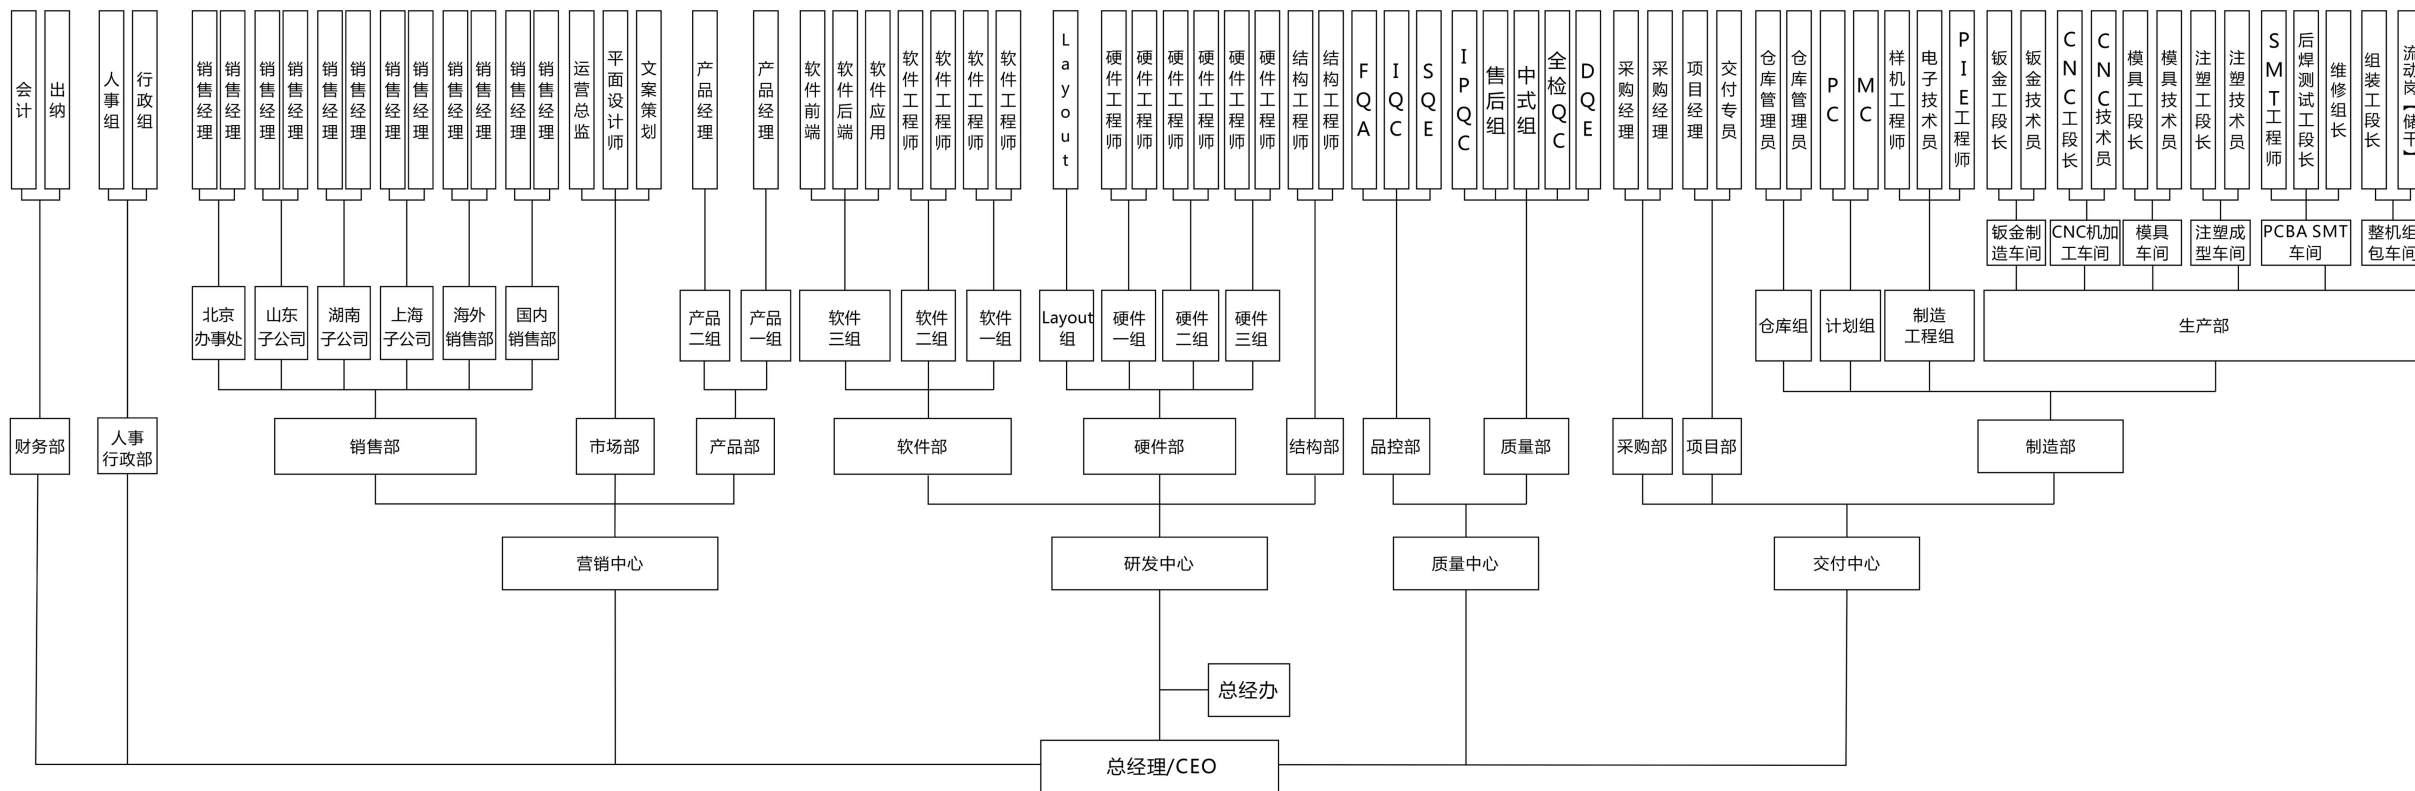 会计
出纳
人事组
行政组
销售经理
销售经理
销售经理
销售经理
销售经理
销售经理
销售经理
销售经理
销售经理
销售经理
销售经理
销售经理
运营总监
平面设计师
文案策划
产品经理
产品经理
软件前端
软件后端
软件应用
软件工程师
软件工程师
软件工程师
软件工程师
Layout
硬件工程师
硬件工程师
硬件工程师
硬件工程师
硬件工程师
硬件工程师
结构工程师
结构工程师
FQA
IQC
SQE
IPQC
售后组
中式组
全检QC
DQE
采购经理
采购经理
项目经理
交付专员
仓库管理员
仓库管理员
PC
MC
样机工程师
电子技术员
PIE工程师
钣金工段长
钣金技术员
CNC工段长
CNC技术员
模具工段长
模具技术员
注塑工段长
注塑技术员
SMT工程师
后焊测试工段长
维修组长
组装工段长
流动岗【储干】
钣金制
造车间
CNC机加
工车间
模具
车间
注塑成
型车间
PCBA SMT
车间
整机组
包车间
北京
办事处
山东
子公司
湖南
子公司
上海
子公司
海外
销售部
国内
销售部
产品
二组
产品
一组
软件
三组
软件
二组
软件
一组
Layout
组
硬件
一组
硬件
二组
硬件
三组
仓库组
计划组
制造
工程组
生产部
财务部
人事
行政部
销售部
市场部
产品部
软件部
硬件部
结构部
品控部
质量部
采购部
项目部
制造部
营销中心
研发中心
质量中心
交付中心
总经办
总经理/CEO